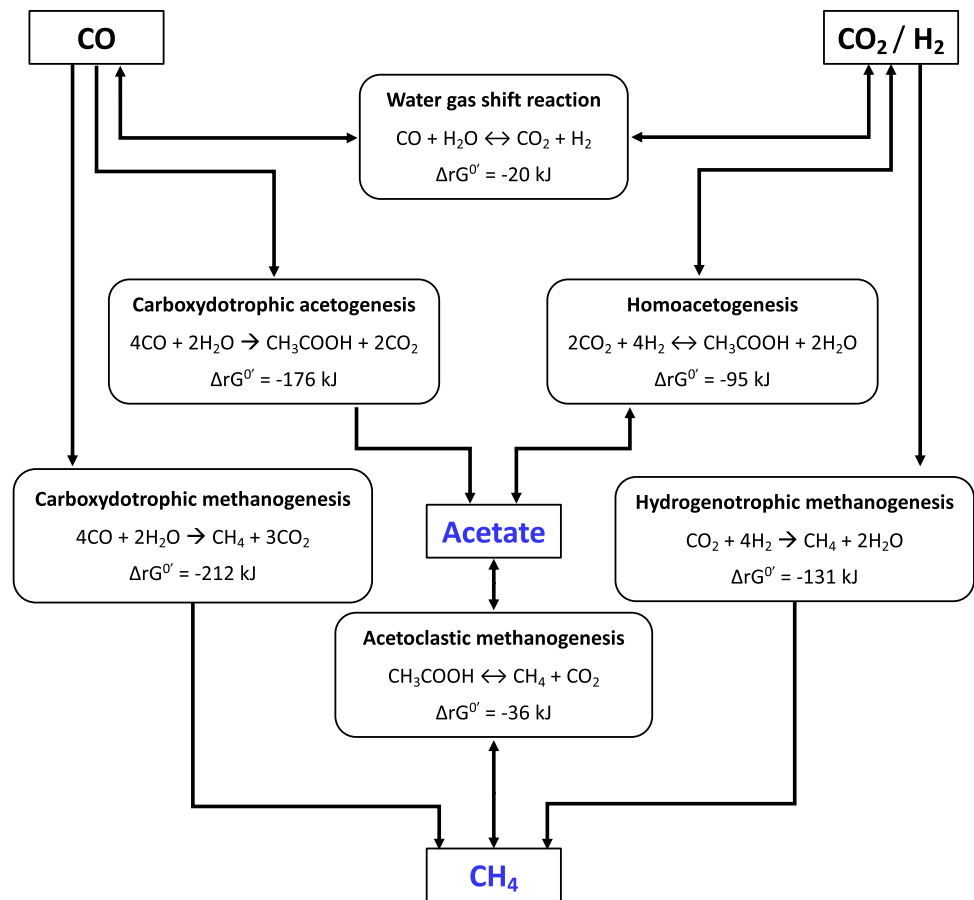 CO
CO₂ / H₂
Water gas shift reaction
CO + H₂O ↔ CO₂ + H₂
ΔrG⁰' = -20 kJ
Carboxydotrophic acetogenesis
4CO + 2H₂O → CH₃COOH + 2CO₂
ΔrG⁰' = -176 kJ
Homoacetogenesis
2CO₂ + 4H₂ ↔ CH₃COOH + 2H₂O
ΔrG⁰' = -95 kJ
Carboxydotrophic methanogenesis
4CO + 2H₂O → CH₄ + 3CO₂
ΔrG⁰' = -212 kJ
Acetate
Hydrogenotrophic methanogenesis
CO₂ + 4H₂ → CH₄ + 2H₂O
ΔrG⁰' = -131 kJ
Acetoclastic methanogenesis
CH₃COOH ↔ CH₄ + CO₂
ΔrG⁰' = -36 kJ
CH₄